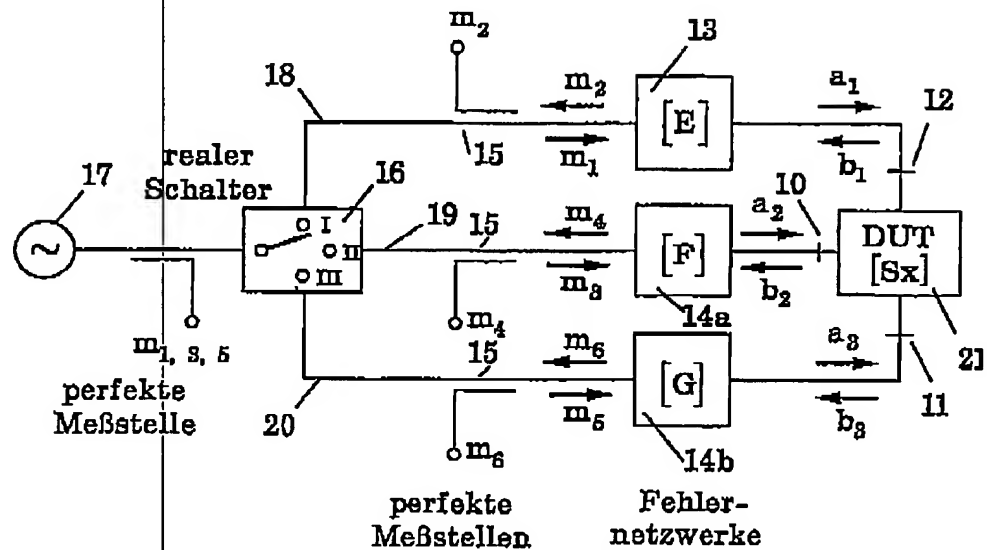 m₂
13
18
m₂
[E]
a₁
12
15
m₁
b₁
realer
Schalter
17
16
10
I
19
15
m₄
a₂
DUT
II
[F]
[Sx]
III
m₃
b₂
14a
m₄
21
m₁, ₃, ₅
15
m₆
a₃
perfekte
Meßstelle
[G]
20
m₅
b₃
11
m₆
14b
perfekte
Meßstellen
Fehler-
netzwerke